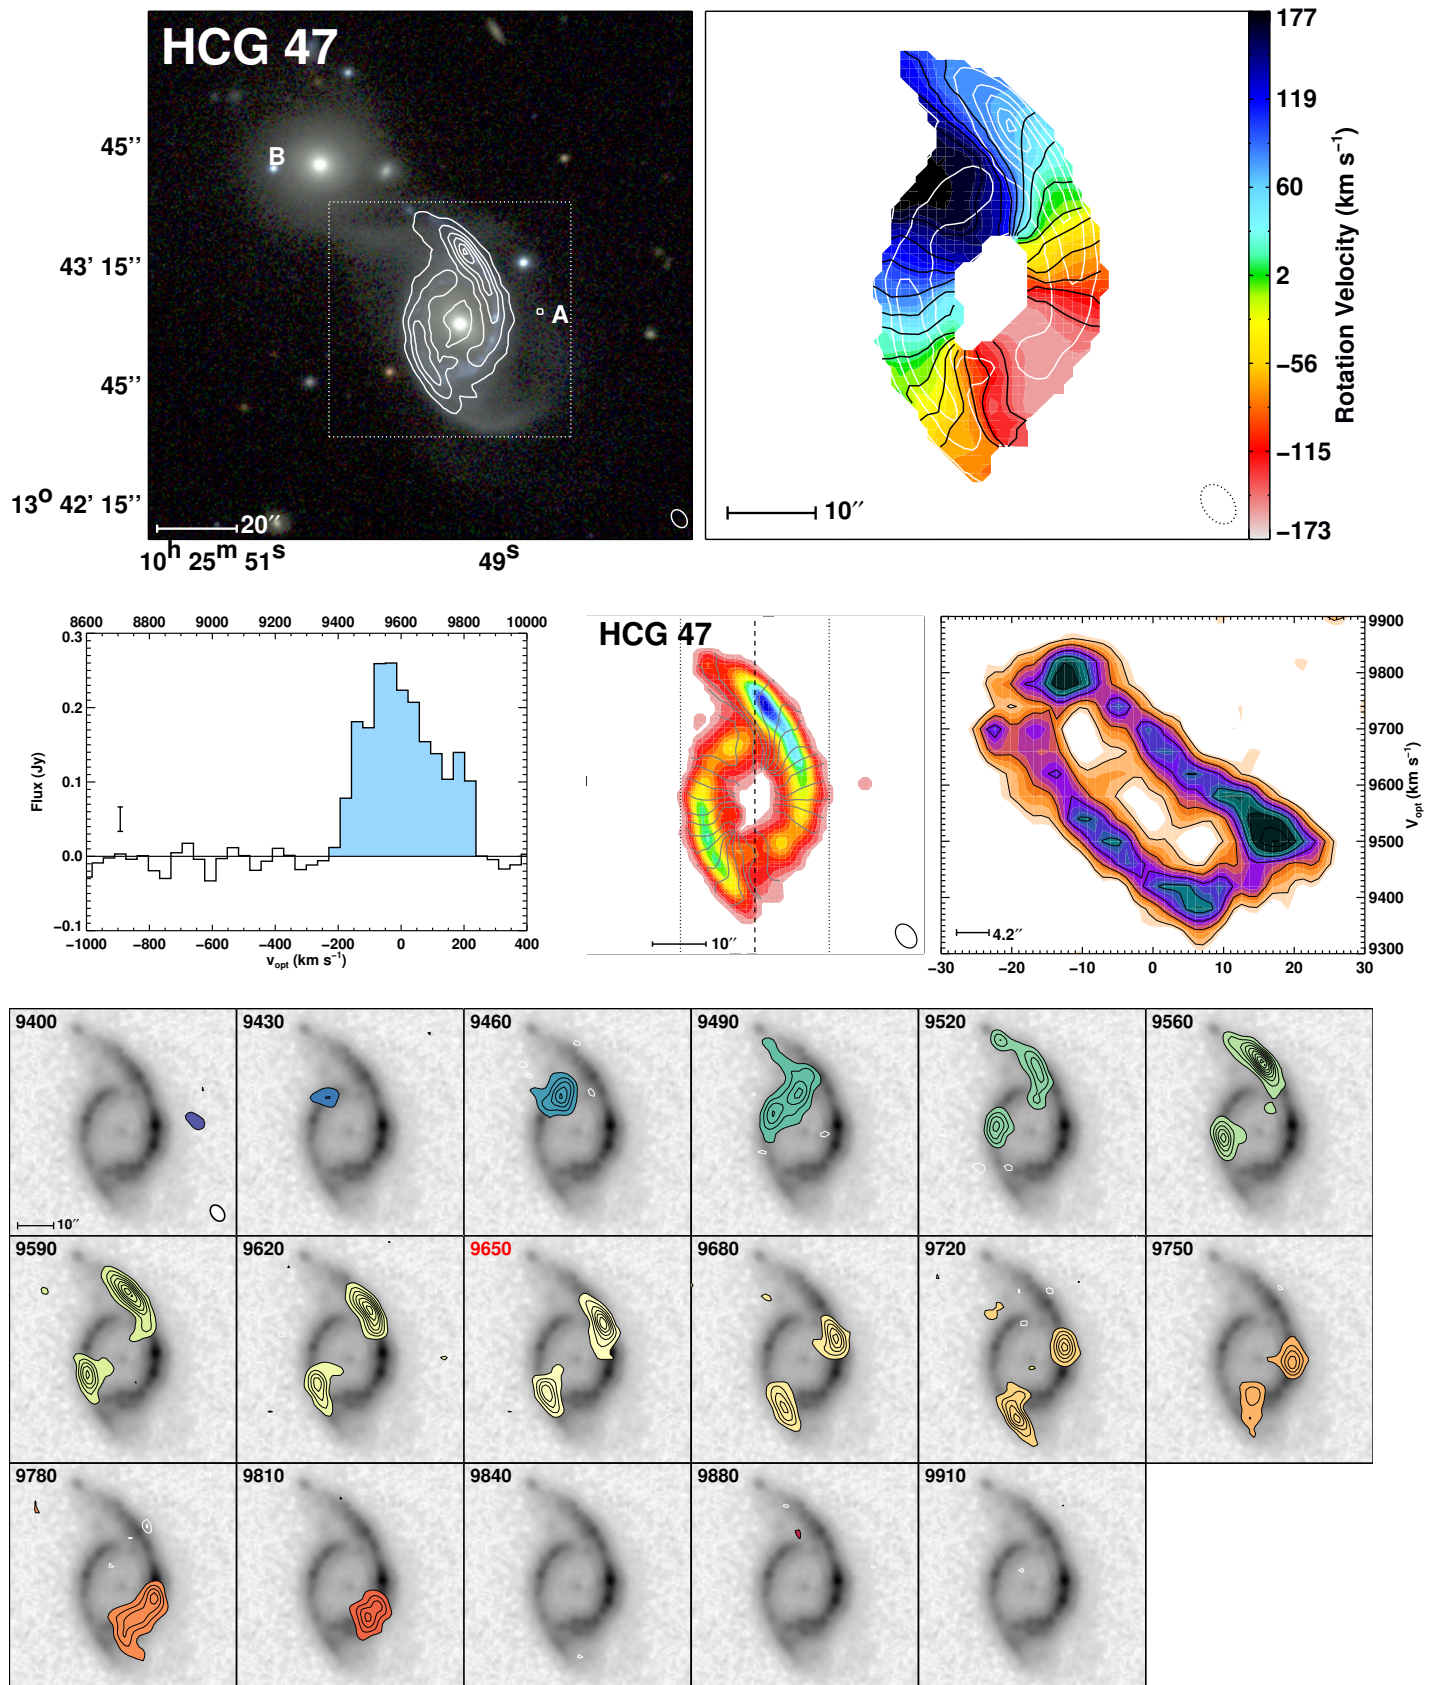 HCG 47
B
A
45′′
43′ 15′′
45′′
13º 42′ 15′′
20′′
10h 25m 51s
49s
10′′
177
119
60
2
−56
−115
−173
Rotation Velocity (km s−1)
8600 8800 9000 9200 9400 9600 9800 10000
0.3
0.2
0.1
0.0
−0.1
Flux (Jy)
−1000 −800 −600 −400 −200 0 200 400
vopt (km s−1)
HCG 47
10′′
9900
9800
9700
9600
9500
9400
9300
Vopt (km s−1)
4.2′′
−30 −20 −10 0 10 20 30
9400 9430 9460 9490 9520 9560
10′′
9590 9620 9650 9680 9720 9750
9780 9810 9840 9880 9910